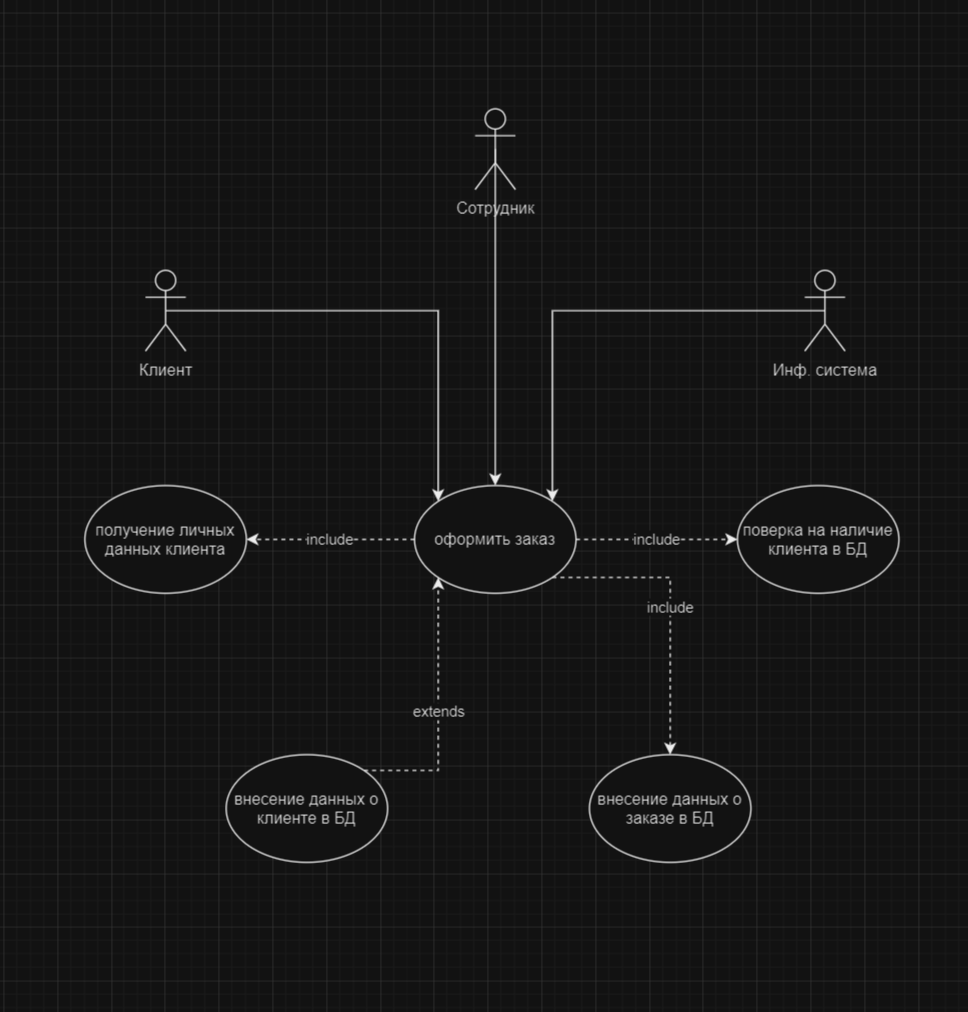 Сотрудник
Клиент
Инф. система
получение личных
данных клиента
include
оформить заказ
include
поверка на наличие
клиента в БД
include
extends
внесение данных о
клиенте в БД
внесение данных о
заказе в БД